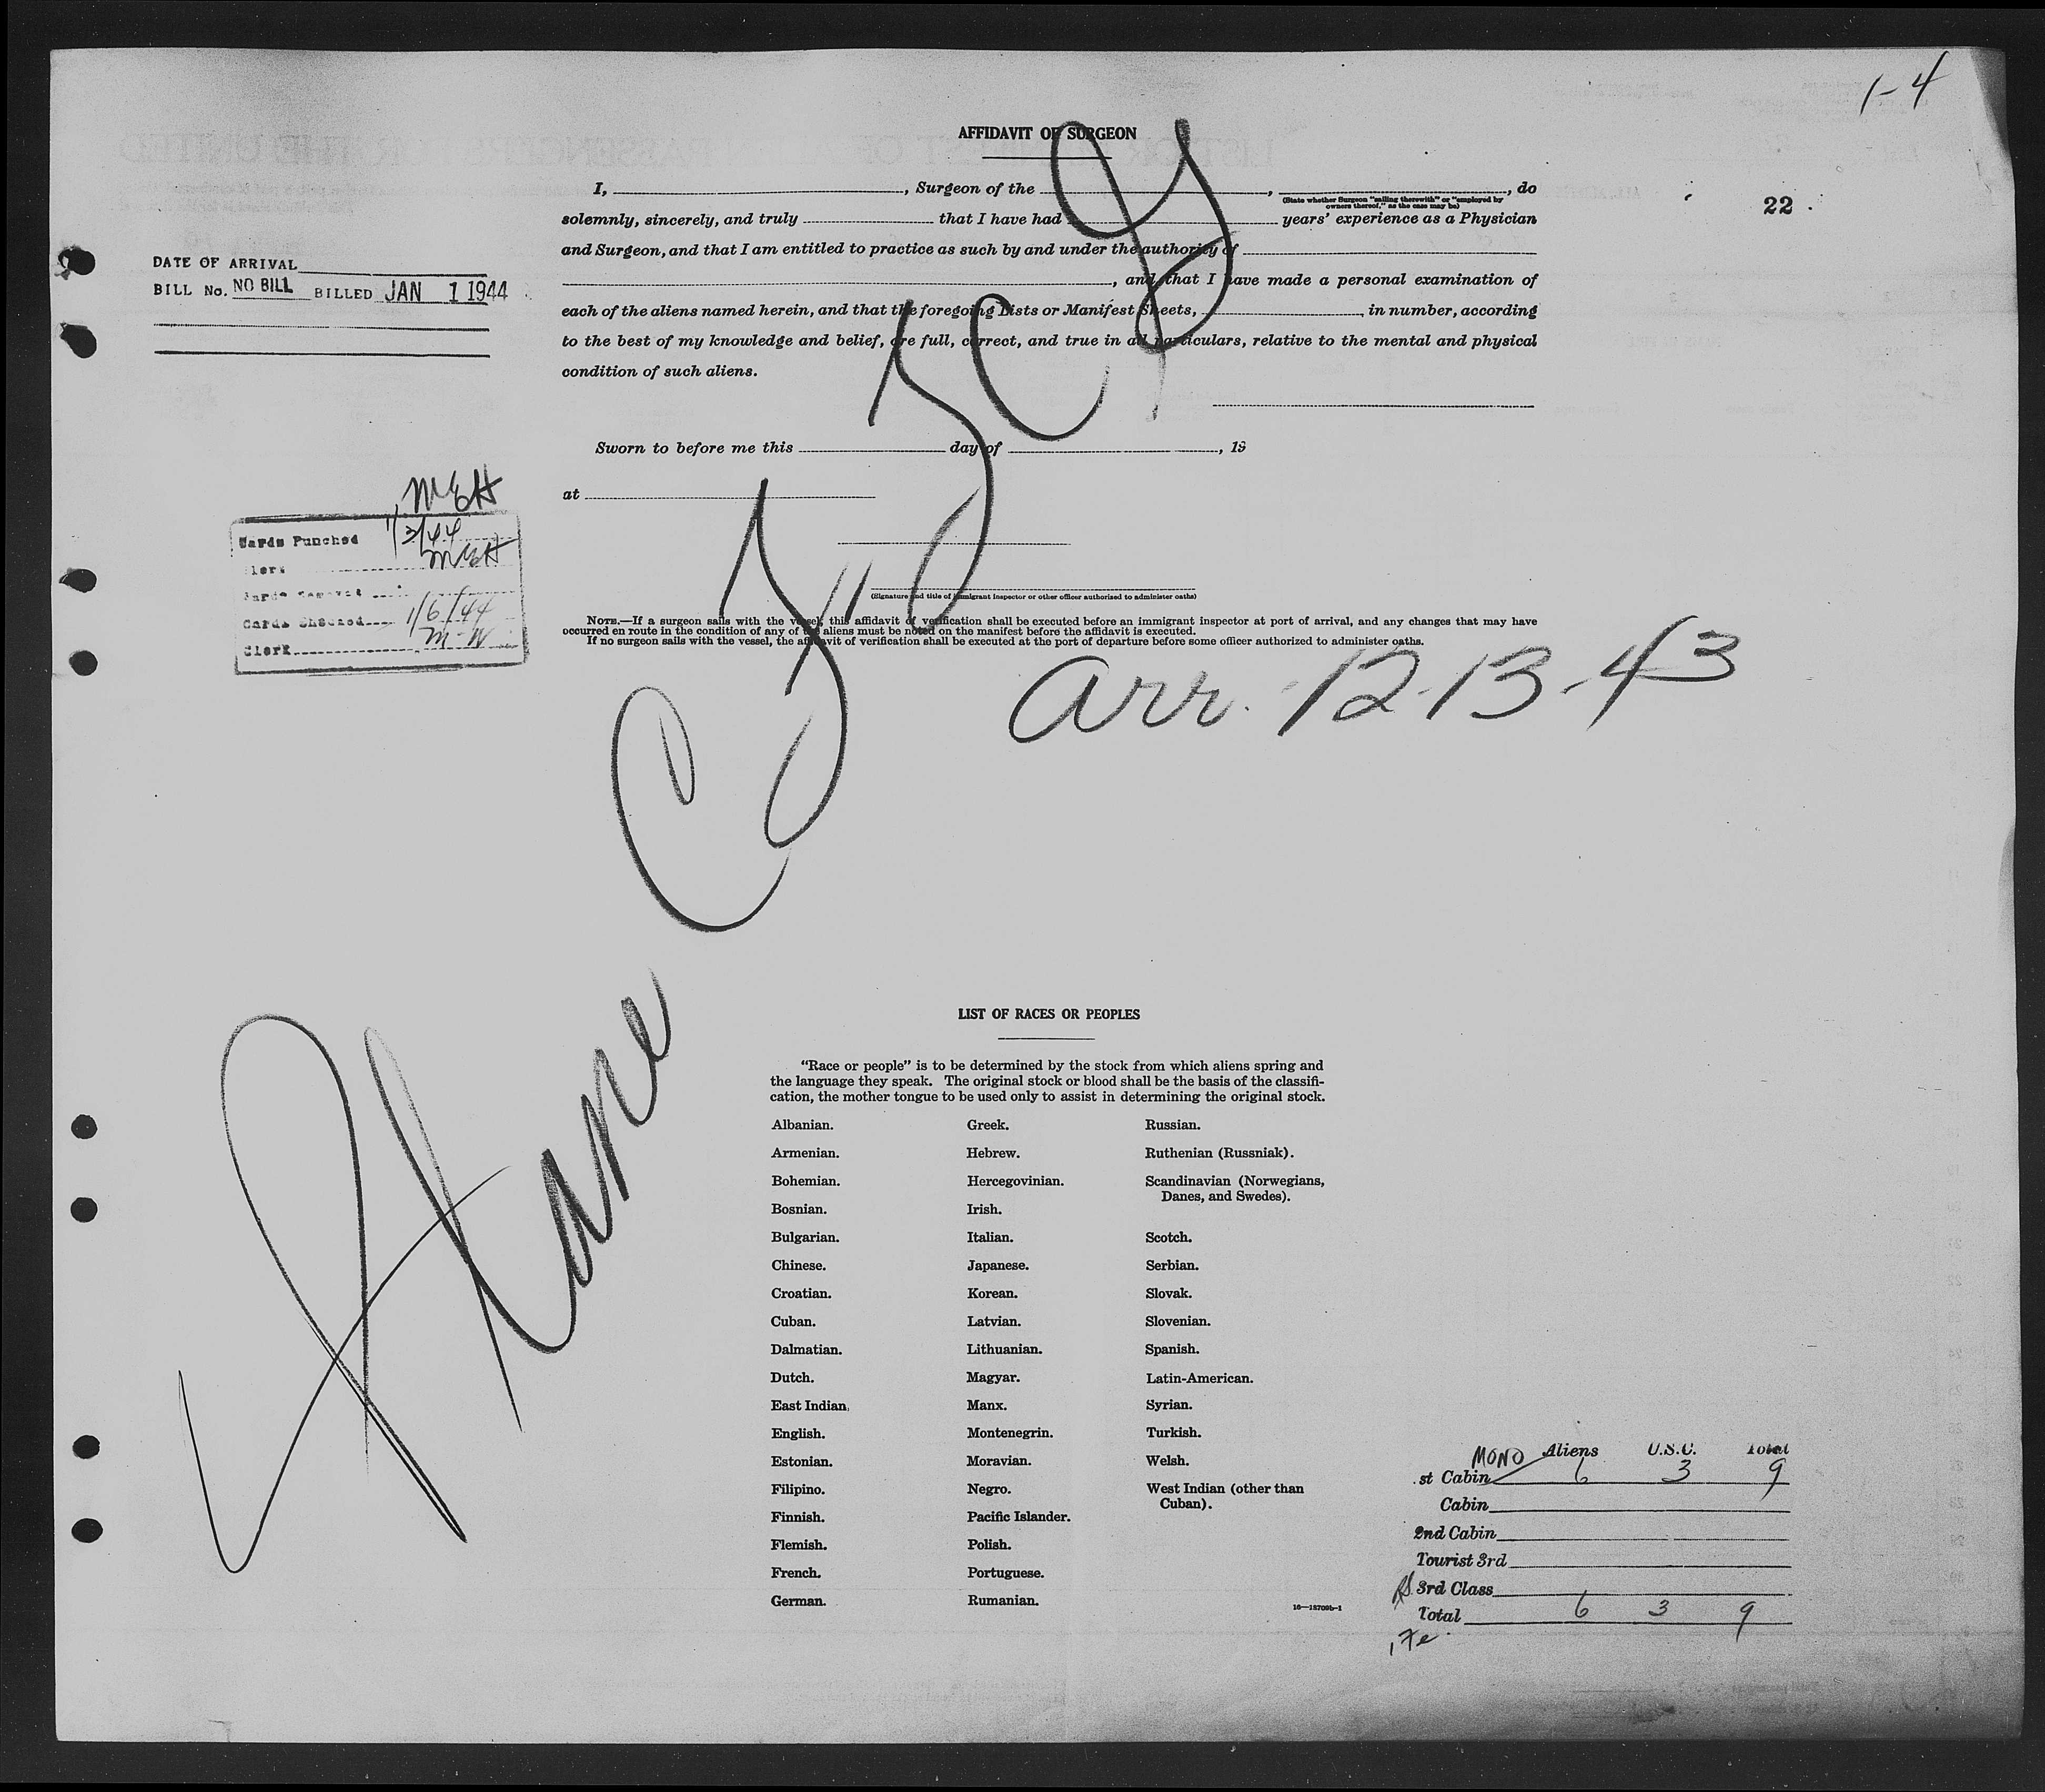 1-4
AFFIDAVIT OF SURGEON
I, , Surgeon of the , , do
(State whether Surgeon "sailing therewith" or "employed by
owners thereof," as the case may be)
22
solemnly, sincerely, and truly that I have had years' experience as a Physician
and Surgeon, and that I am entitled to practice as such by and under the authority of
, and that I have made a personal examination of
each of the aliens named herein, and that the foregoing Lists or Manifest Sheets, , in number, according
to the best of my knowledge and belief, are full, correct, and true in all particulars, relative to the mental and physical
condition of such aliens.
DATE OF ARRIVAL
BILL No. NO BILL BILLED JAN 1 1944
Sworn to before me this day of , 19
at
(Signature and title of immigrant inspector or other officer authorized to administer oaths)
NOTE.—If a surgeon sails with the vessel, this affidavit of verification shall be executed before an immigrant inspector at port of arrival, and any changes that may have
occurred en route in the condition of any of the aliens must be noted on the manifest before the affidavit is executed.
If no surgeon sails with the vessel, the affidavit of verification shall be executed at the port of departure before some officer authorized to administer oaths.
MEH
Cards Punched 1/3/44
Clerk MEH
Cards
Cards Checked 1/6/44
Clerk M-W
arr. 12-13-43
Plane
LIST OF RACES OR PEOPLES
"Race or people" is to be determined by the stock from which aliens spring and
the language they speak. The original stock or blood shall be the basis of the classifi-
cation, the mother tongue to be used only to assist in determining the original stock.
Albanian. Greek. Russian.
Armenian. Hebrew. Ruthenian (Russniak).
Bohemian. Hercegovinian. Scandinavian (Norwegians,
Danes, and Swedes).
Bosnian. Irish.
Bulgarian. Italian. Scotch.
Chinese. Japanese. Serbian.
Croatian. Korean. Slovak.
Cuban. Latvian. Slovenian.
Dalmatian. Lithuanian. Spanish.
Dutch. Magyar. Latin-American.
East Indian. Manx. Syrian.
English. Montenegrin. Turkish.
Estonian. Moravian. Welsh.
Filipino. Negro. West Indian (other than
Cuban).
Finnish. Pacific Islander.
Flemish. Polish.
French. Portuguese.
German. Rumanian.
16—13709b-1
MONO Aliens U.S.C. Total
st Cabin 6 3 9
Cabin
2nd Cabin
Tourist 3rd
3rd Class
Total 6 3 9